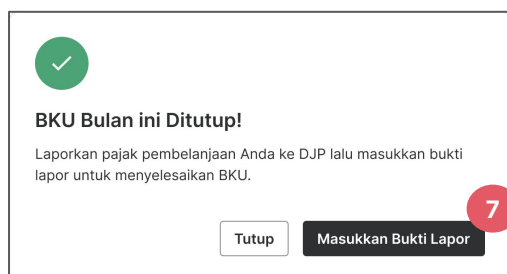 BKU Bulan ini Ditutup!
Laporkan pajak pembelanjaan Anda ke DJP lalu masukkan bukti
lapor untuk menyelesaikan BKU.
7
Tutup Masukkan Bukti Lapor